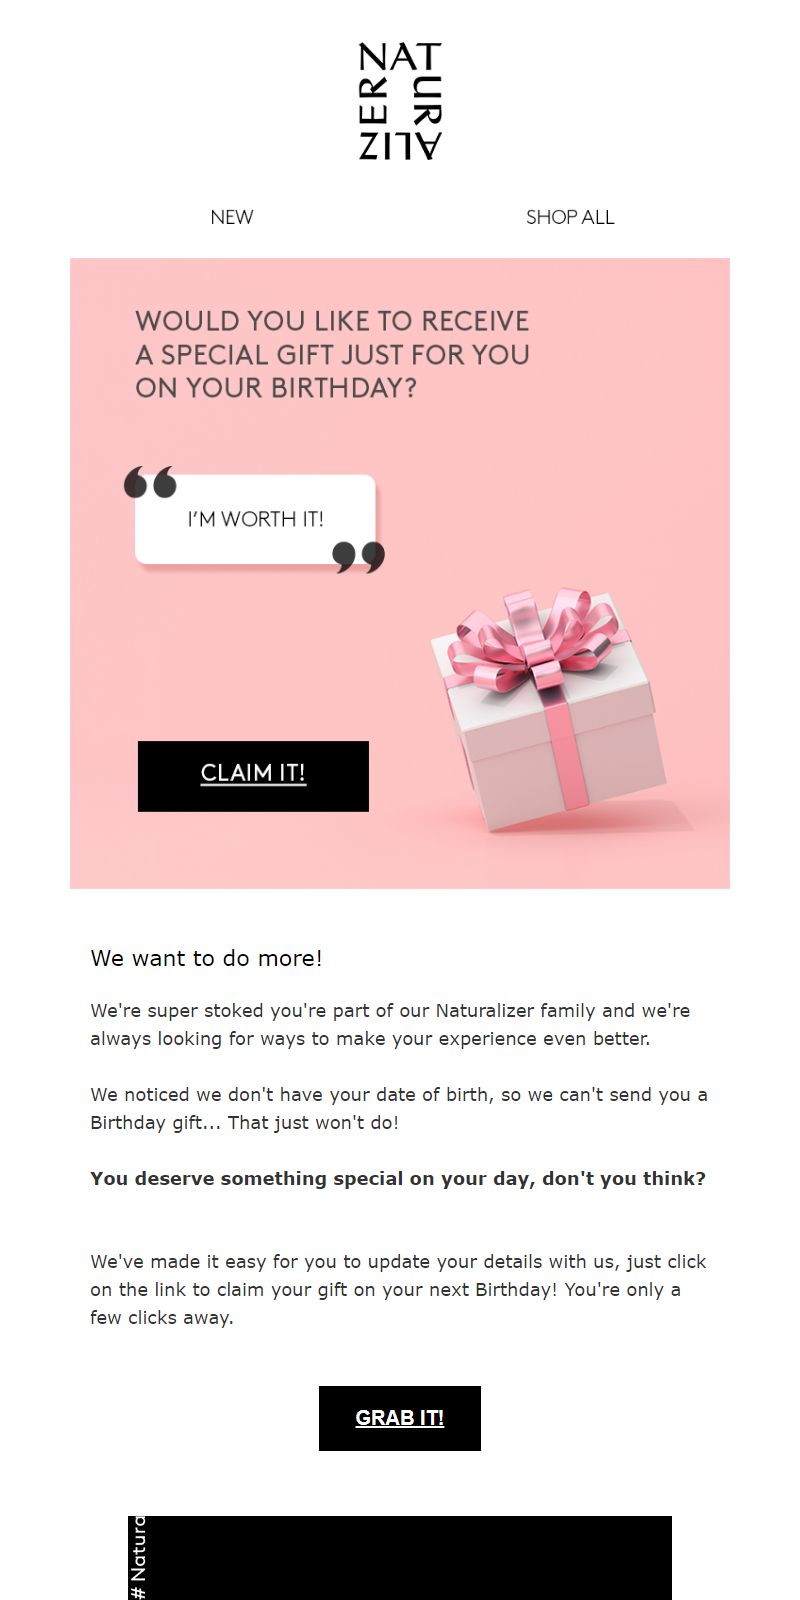 NATURALIZER
NEW
SHOP ALL
WOULD YOU LIKE TO RECEIVE
A SPECIAL GIFT JUST FOR YOU
ON YOUR BIRTHDAY?
“I’M WORTH IT!”
CLAIM IT!
We want to do more!
We're super stoked you're part of our Naturalizer family and we're
always looking for ways to make your experience even better.
We noticed we don't have your date of birth, so we can't send you a
Birthday gift... That just won't do!
You deserve something special on your day, don't you think?
We've made it easy for you to update your details with us, just click
on the link to claim your gift on your next Birthday! You're only a
few clicks away.
GRAB IT!
# Natura